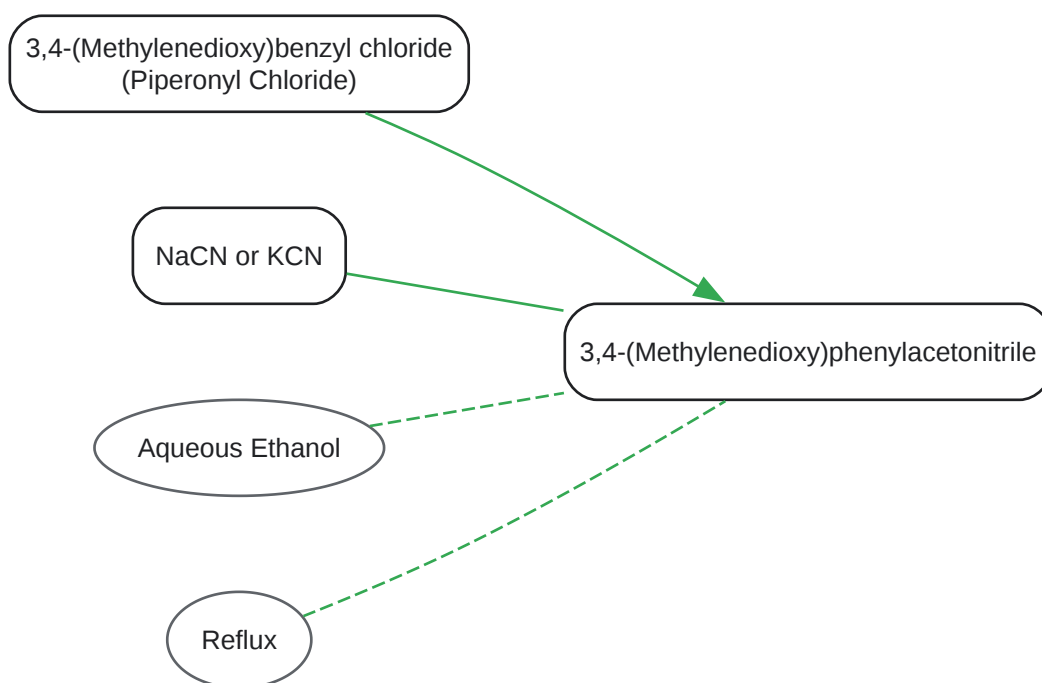 3,4-(Methylenedioxy)benzyl chloride
(Piperonyl Chloride)
NaCN or KCN
3,4-(Methylenedioxy)phenylacetonitrile
Aqueous Ethanol
Reflux